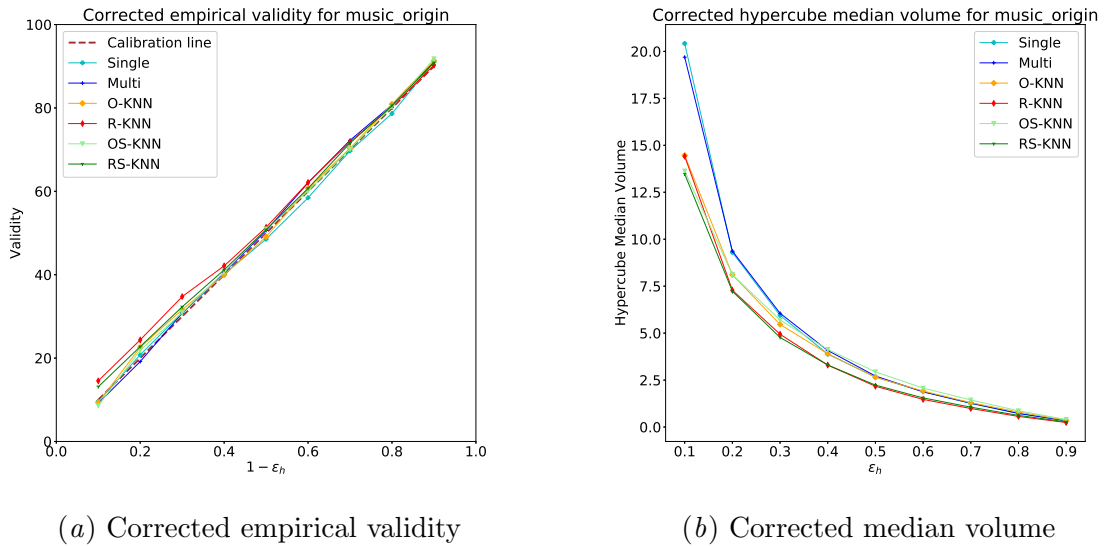 Corrected empirical validity for music_origin
Validity
100
80
60
40
20
0
Calibration line
Single
Multi
O-KNN
R-KNN
OS-KNN
RS-KNN
0.0 0.2 0.4 0.6 0.8 1.0
1 − ε_h
(a) Corrected empirical validity
Corrected hypercube median volume for music_origin
Hypercube Median Volume
20.0
17.5
15.0
12.5
10.0
7.5
5.0
2.5
0.0
Single
Multi
O-KNN
R-KNN
OS-KNN
RS-KNN
0.1 0.2 0.3 0.4 0.5 0.6 0.7 0.8 0.9
ε_h
(b) Corrected median volume